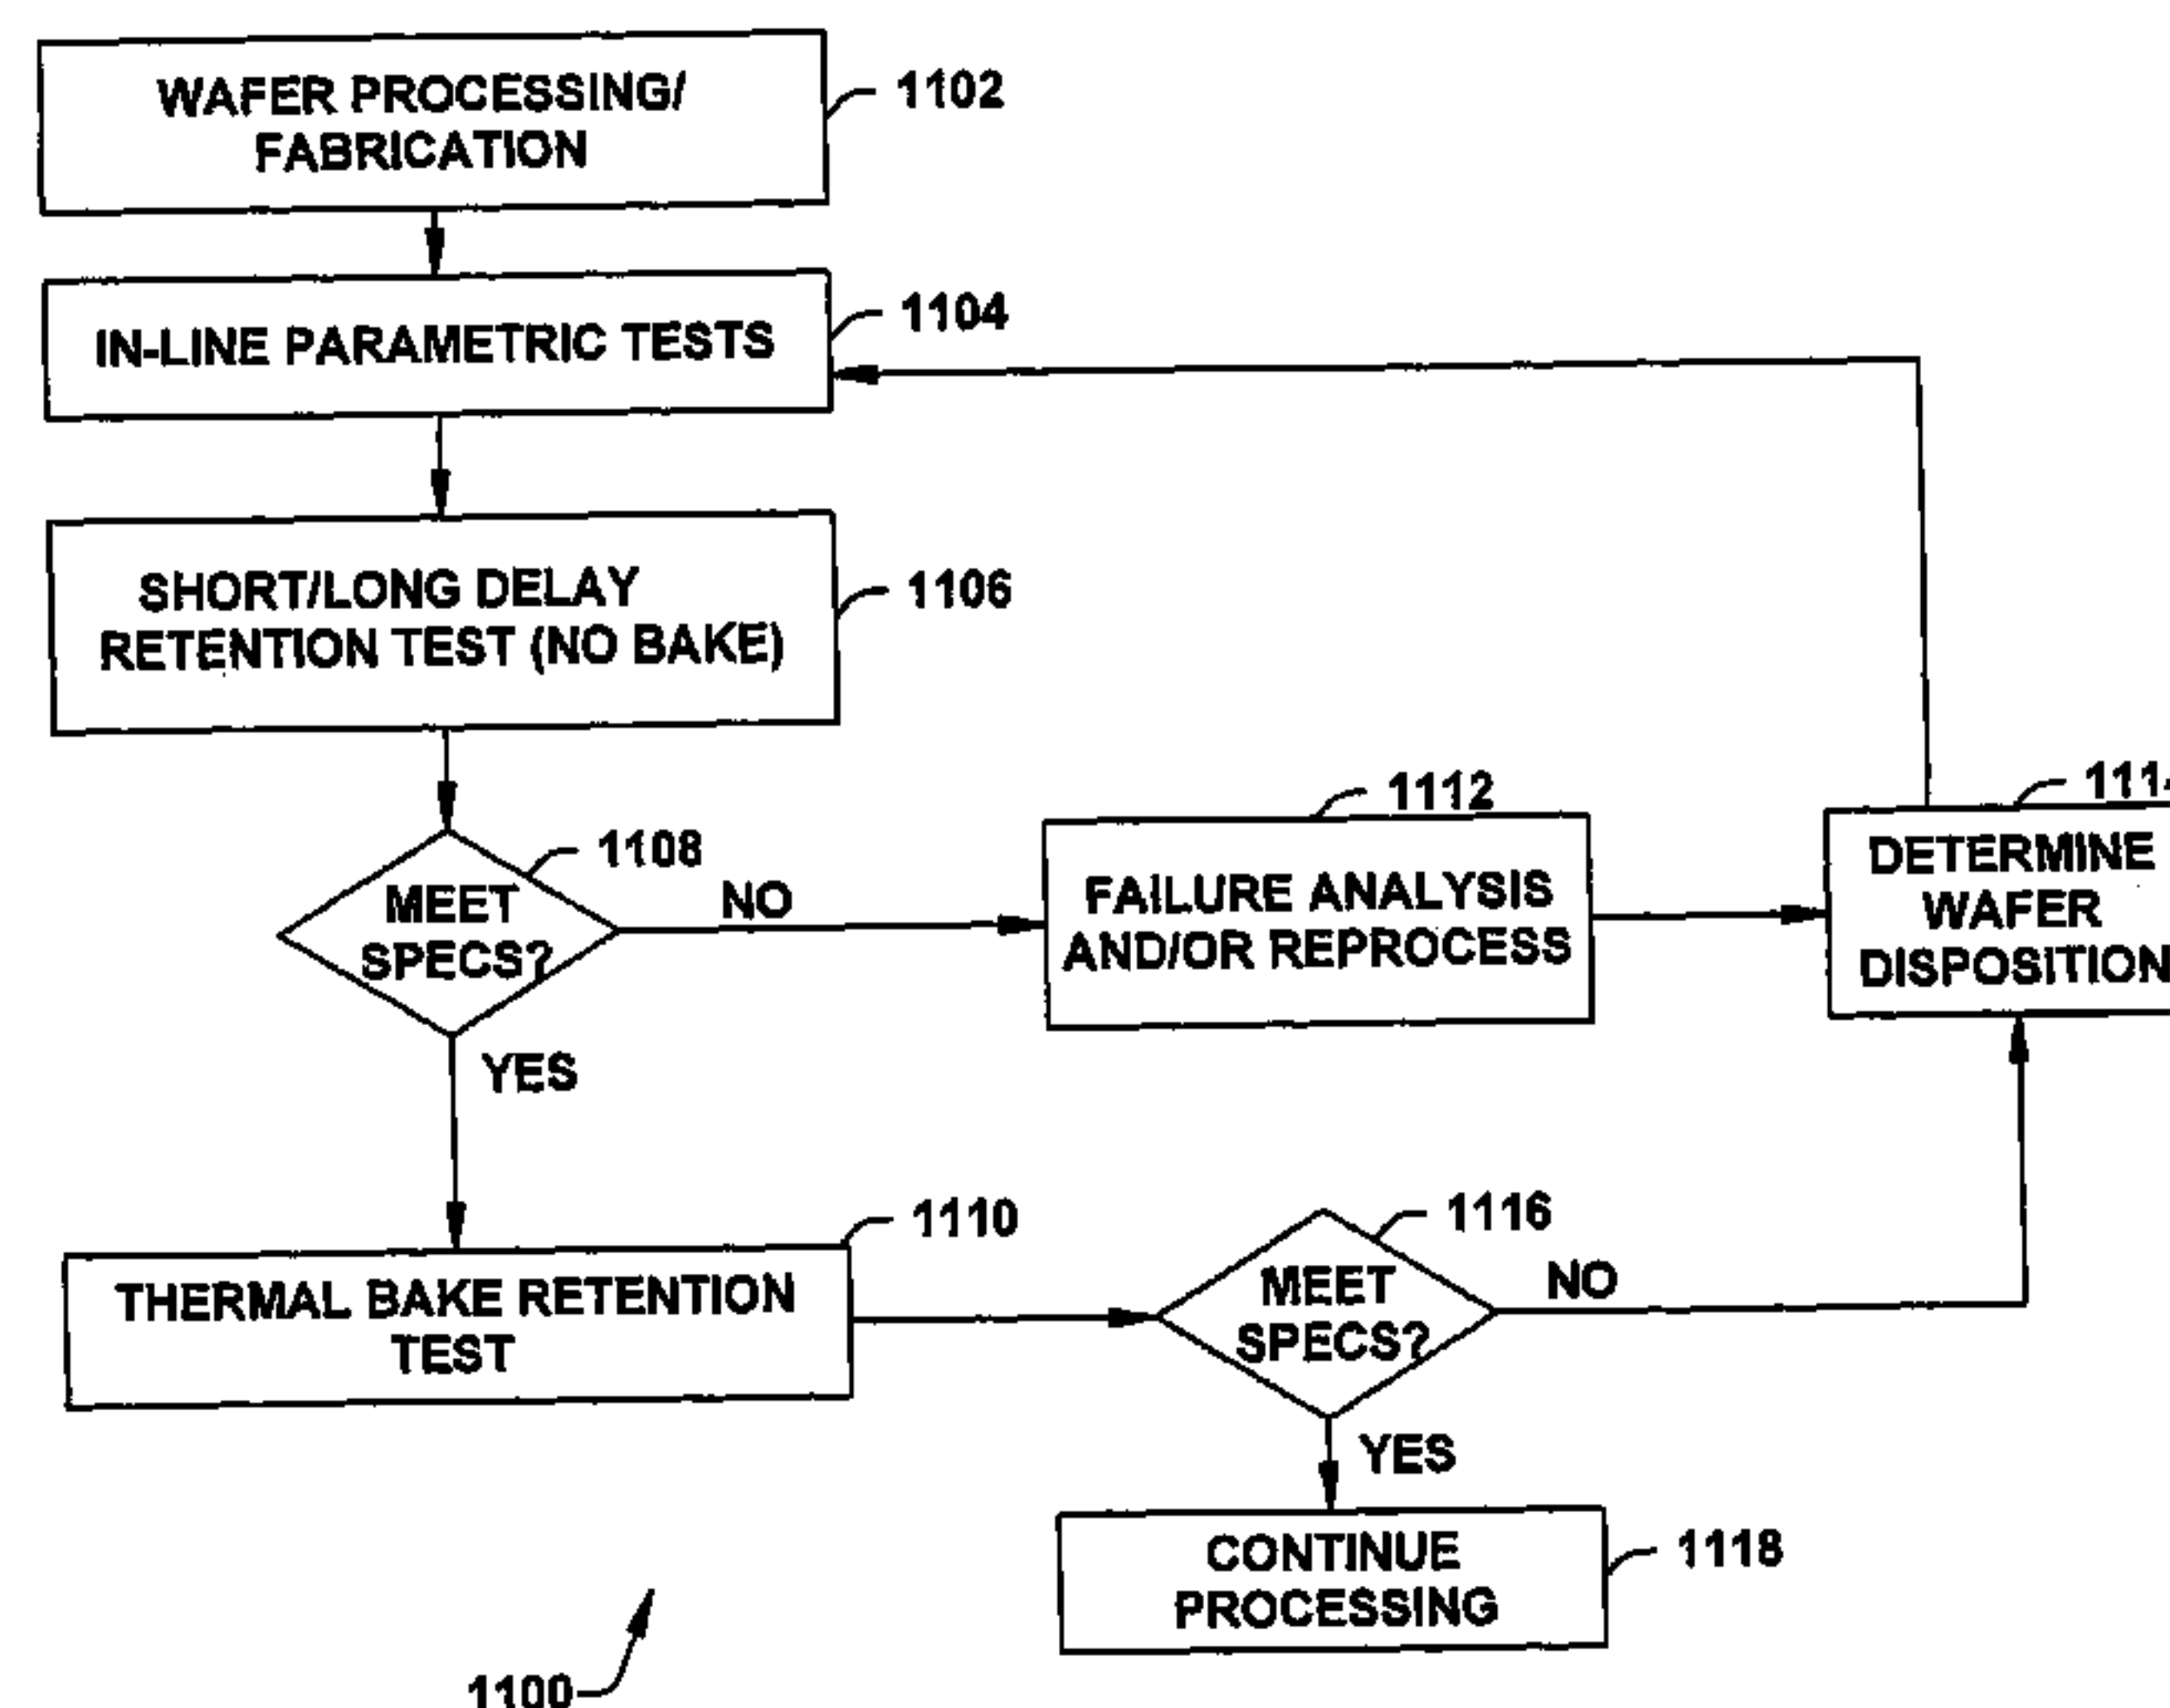 WAFER PROCESSING/
FABRICATION
1102
IN-LINE PARAMETRIC TESTS
1104
SHORT/LONG DELAY
RETENTION TEST (NO BAKE)
1106
MEET
SPECS?
1108
NO
YES
FAILURE ANALYSIS
AND/OR REPROCESS
1112
DETERMINE
WAFER
DISPOSITION
THERMAL BAKE RETENTION
TEST
1110
MEET
SPECS?
1116
NO
YES
CONTINUE
PROCESSING
1118
1100